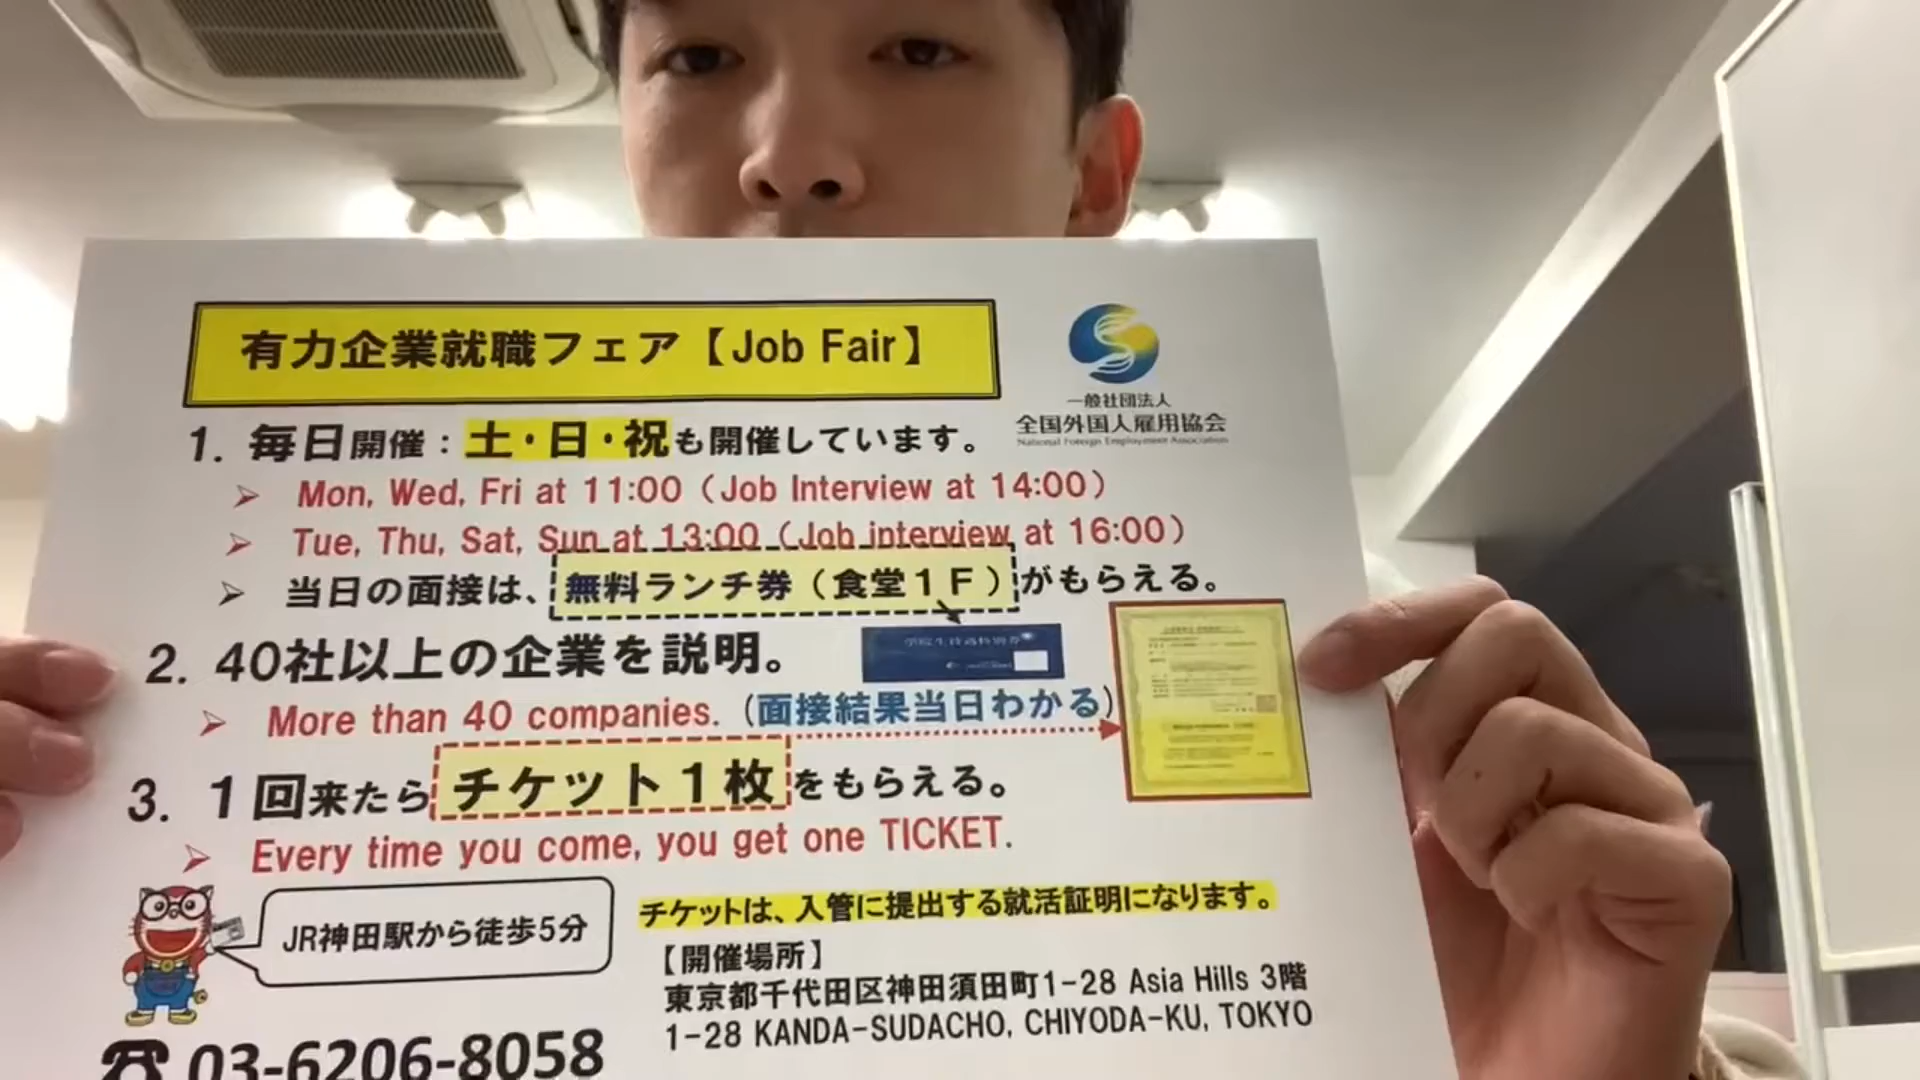 有力企業就職フェア【Job Fair】
一般社団法人
全国外国人雇用協会
National Foreign Employment Association
1. 毎日開催：土・日・祝も開催しています。
➢ Mon, Wed, Fri at 11:00（Job Interview at 14:00）
➢ Tue, Thu, Sat, Sun at 13:00（Job interview at 16:00）
➢ 当日の面接は、無料ランチ券（食堂１Ｆ）がもらえる。
2. 40社以上の企業を説明。
➢ More than 40 companies.（面接結果当日わかる）
3. １回来たらチケット１枚をもらえる。
➢ Every time you come, you get one TICKET.
JR神田駅から徒歩5分
チケットは、入管に提出する就活証明になります。
【開催場所】
東京都千代田区神田須田町1-28 Asia Hills 3階
1-28 KANDA-SUDACHO, CHIYODA-KU, TOKYO
☎ 03-6206-8058